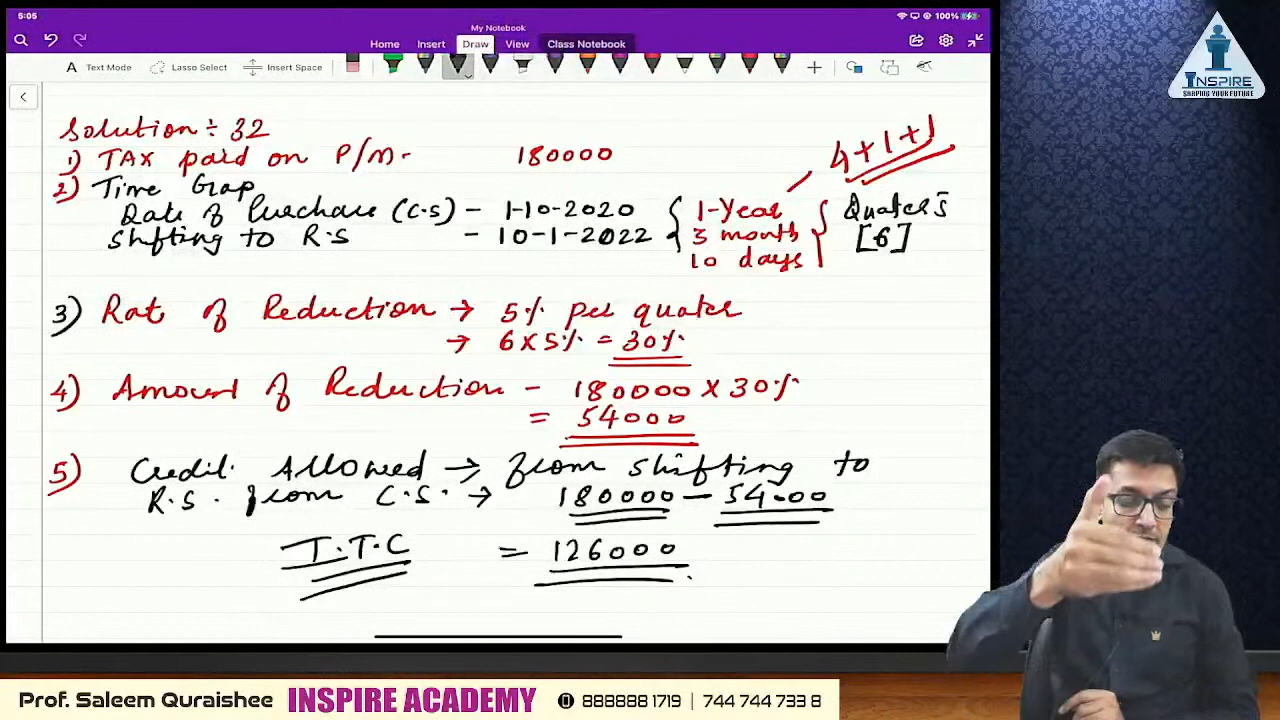 5:05
100%
My Notebook
Home Insert Draw View Class Notebook
A Text Mode Lasso Select Insert Space
INSPIRE
SHAPING YOUR FUTURE
Solution ÷ 32
1) TAX paid on P/M- 180000
4+1+1
2) Time Gap
Date of Purchase (C.S) - 1-10-2020 { 1-Year } Quaters
Shifting to R.S - 10-1-2022 3 month [6]
10 days
3) Rate of Reduction → 5% per quater
→ 6 x 5% = 30%
4) Amount of Reduction - 180000 x 30%
= 54000
5) Credit Allowed → from shifting to
R.S. from C.S. → 180000 - 54000
I.T.C = 126000
Prof. Saleem Quraishee INSPIRE ACADEMY 888888 1719 | 744 744 733 8